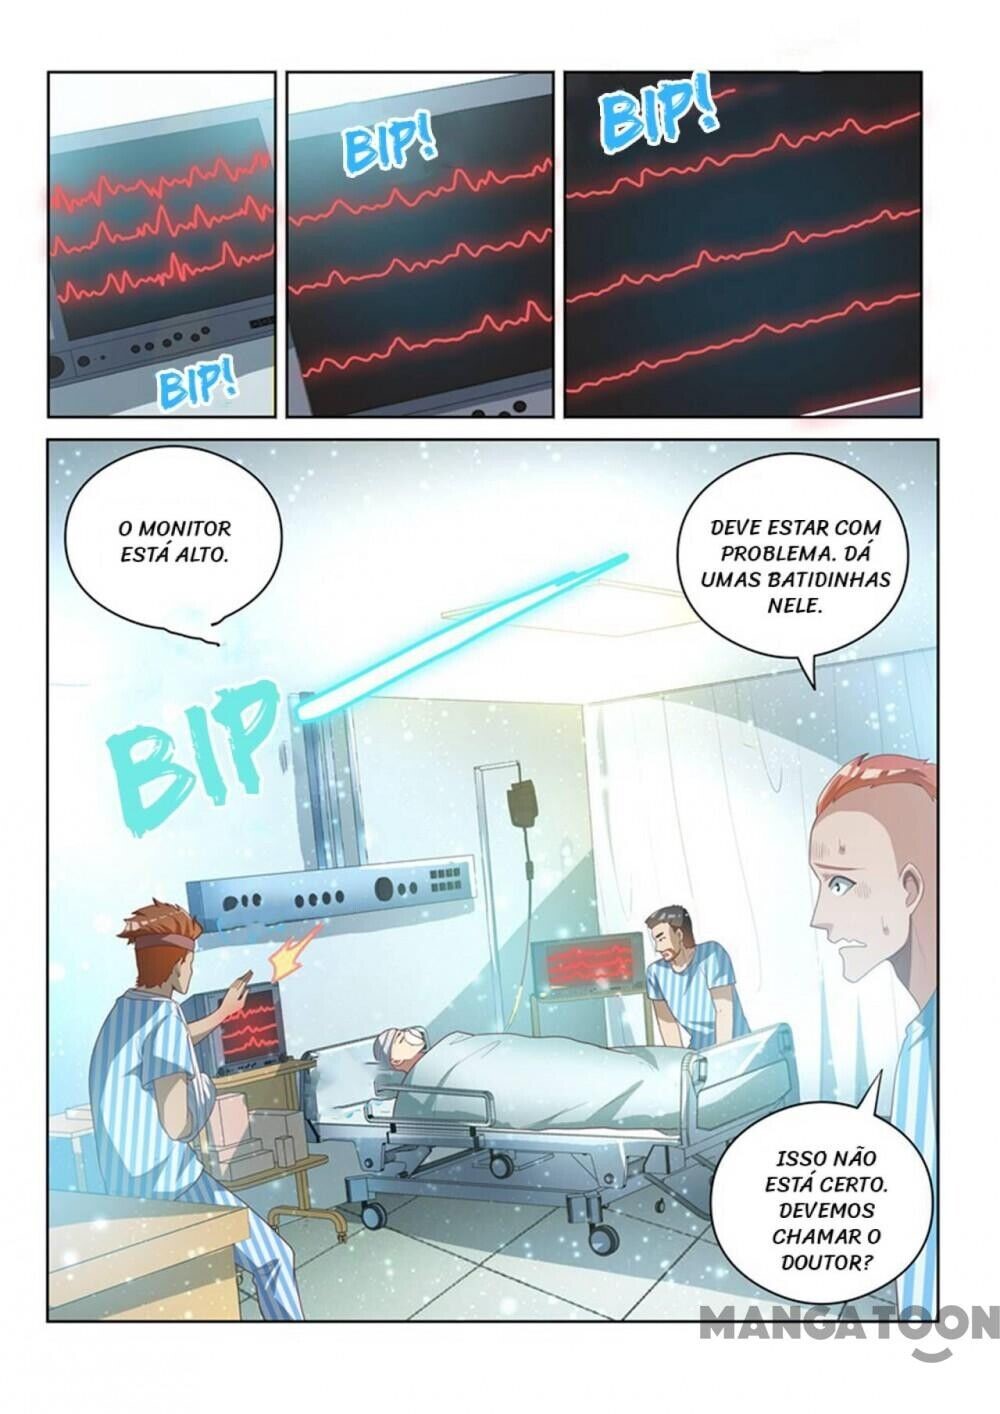 BIP!
BIP!
BIP!
O MONITOR
ESTÁ ALTO.
DEVE ESTAR COM
PROBLEMA. DÁ
UMAS BATIDINHAS
NELE.
BIP
ISSO NÃO
ESTÁ CERTO.
DEVEMOS
CHAMAR O
DOUTOR?
MANGATOON